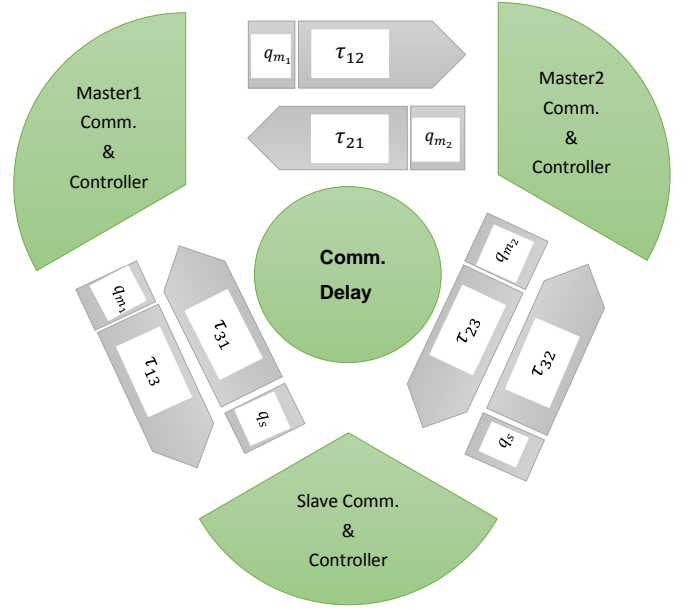 Master1
Comm.
&
Controller
q_{m_1}
τ_{12}
τ_{21}
q_{m_2}
Master2
Comm.
&
Controller
Comm.
Delay
q_{m_1}
τ_{13}
τ_{31}
q_s
q_{m_2}
τ_{23}
τ_{32}
q_s
Slave Comm.
&
Controller